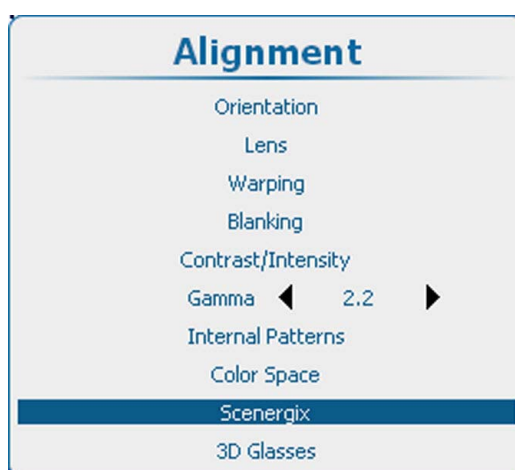 Alignment
Orientation
Lens
Warping
Blanking
Contrast/Intensity
Gamma 2.2
Internal Patterns
Color Space
Scenergix
3D Glasses